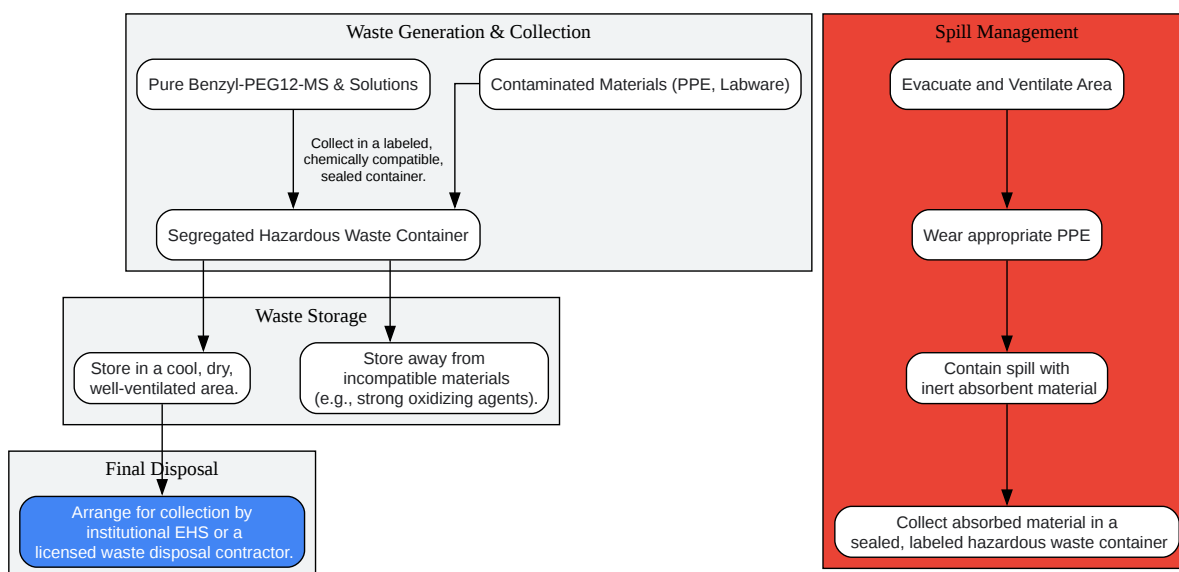 Waste Generation & Collection
Pure Benzyl-PEG12-MS & Solutions
Contaminated Materials (PPE, Labware)
Collect in a labeled,
chemically compatible,
sealed container.
Segregated Hazardous Waste Container
Waste Storage
Store in a cool, dry,
well-ventilated area.
Store away from
incompatible materials
(e.g., strong oxidizing agents).
Final Disposal
Arrange for collection by
institutional EHS or a
licensed waste disposal contractor.
Spill Management
Evacuate and Ventilate Area
Wear appropriate PPE
Contain spill with
inert absorbent material
Collect absorbed material in a
sealed, labeled hazardous waste container